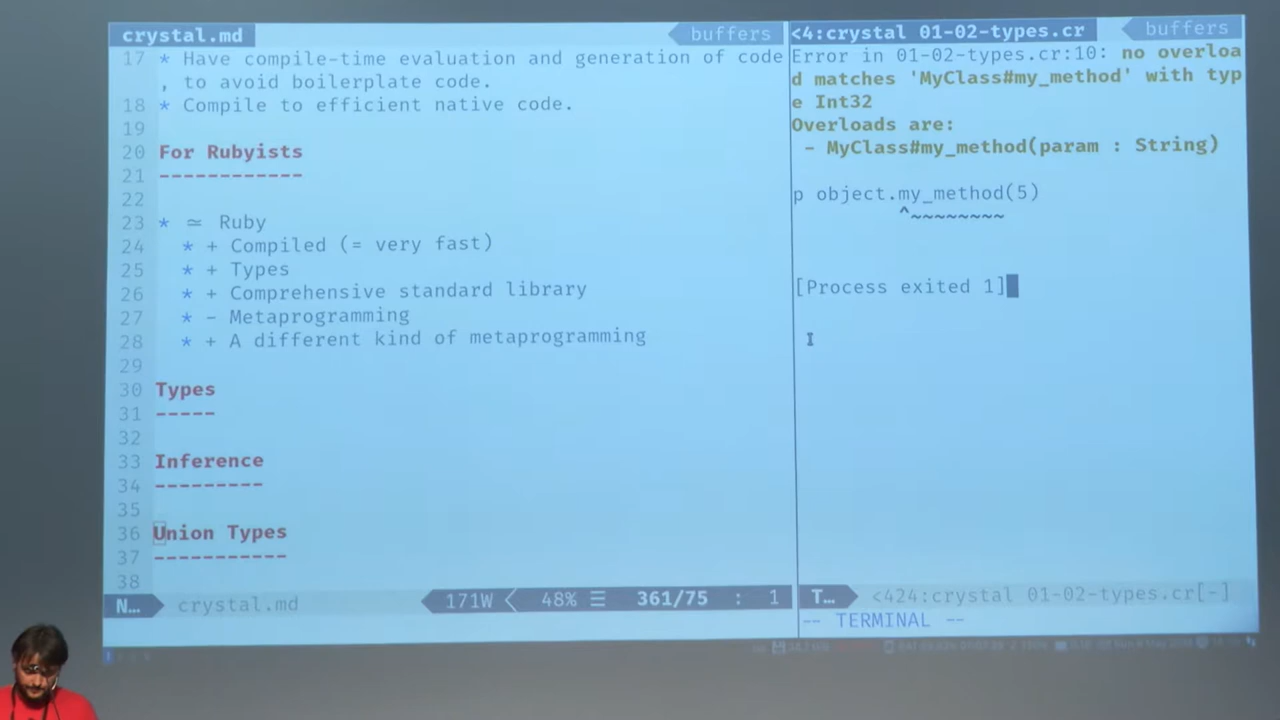 crystal.md
buffers
17 * Have compile-time evaluation and generation of code
, to avoid boilerplate code.
18 * Compile to efficient native code.
19
20 For Rubyists
21 ------------
22
23 * ≃ Ruby
24 * + Compiled (= very fast)
25 * + Types
26 * + Comprehensive standard library
27 * - Metaprogramming
28 * + A different kind of metaprogramming
29
30 Types
31 -----
32
33 Inference
34 ---------
35
36 Union Types
37 -----------
38
N… crystal.md 171W 48% ☰ 361/75 : 1
<4:crystal 01-02-types.cr
buffers
Error in 01-02-types.cr:10: no overloa
d matches 'MyClass#my_method' with typ
e Int32
Overloads are:
- MyClass#my_method(param : String)
p object.my_method(5)
^~~~~~~~~
[Process exited 1]
T… <424:crystal 01-02-types.cr[-]
-- TERMINAL --